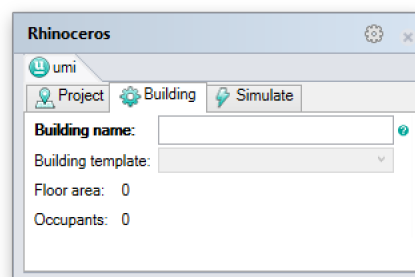 Rhinoceros
umi
Project Building Simulate
Building name:
Building template:
Floor area: 0
Occupants: 0